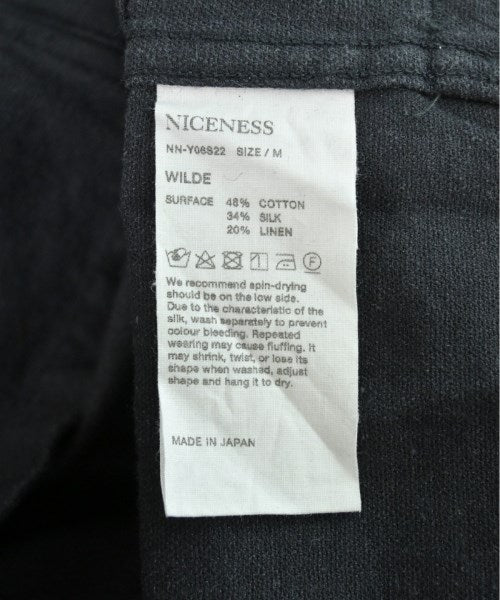 NICENESS
NN-Y06S22 SIZE / M
WILDE
SURFACE 46% COTTON
34% SILK
20% LINEN
We recommend spin-drying
should be on the low side.
Due to the characteristic of the
silk, wash separately to prevent
colour bleeding. Repeated
wearing may cause fluffing. It
may shrink, twist, or lose its
shape when washed, adjust
shape and hang it to dry.
MADE IN JAPAN